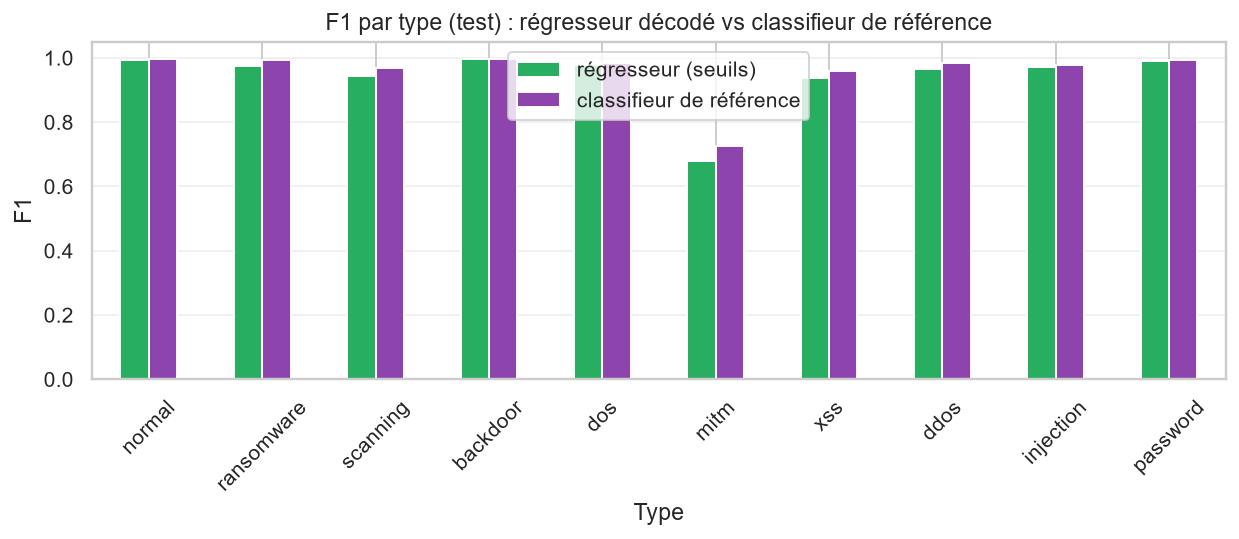 F1 par type (test) : régresseur décodé vs classifieur de référence
régresseur (seuils)
classifieur de référence
F1
1.0
0.8
0.6
0.4
0.2
0.0
normal
ransomware
scanning
backdoor
dos
mitm
xss
ddos
injection
password
Type